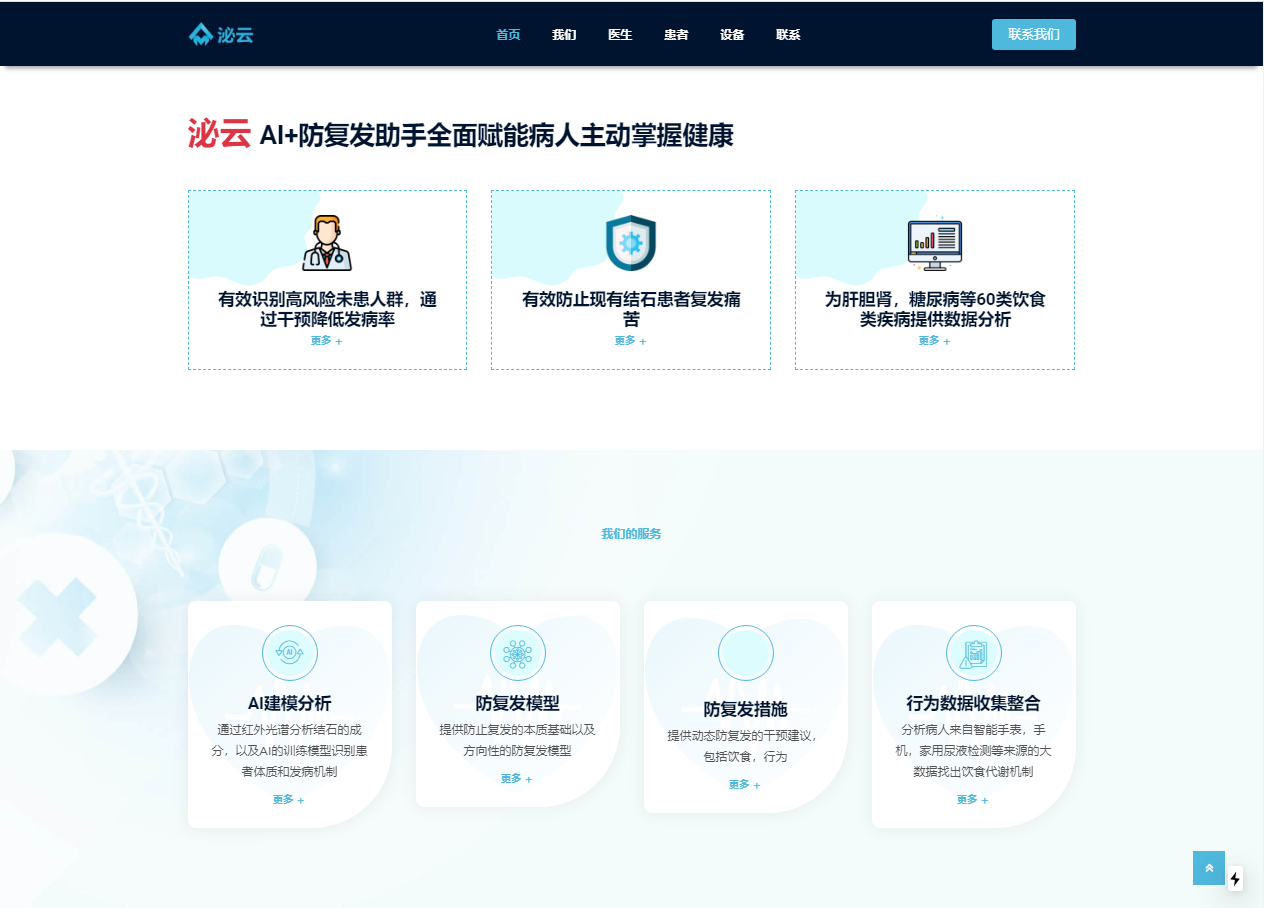 泌云
首页 我们 医生 患者 设备 联系
联系我们
泌云 AI+防复发助手全面赋能病人主动掌握健康
有效识别高风险未患人群，通
过干预降低发病率
更多 +
有效防止现有结石患者复发痛
苦
更多 +
为肝胆肾，糖尿病等60类饮食
类疾病提供数据分析
更多 +
我们的服务
AI
AI建模分析
通过红外光谱分析结石的成
分，以及AI的训练模型识别患
者体质和发病机制
更多 +
防复发模型
提供防止复发的本质基础以及
方向性的防复发模型
更多 +
防复发措施
提供动态防复发的干预建议，
包括饮食，行为
更多 +
行为数据收集整合
分析病人来自智能手表，手
机，家用尿液检测等来源的大
数据找出饮食代谢机制
更多 +